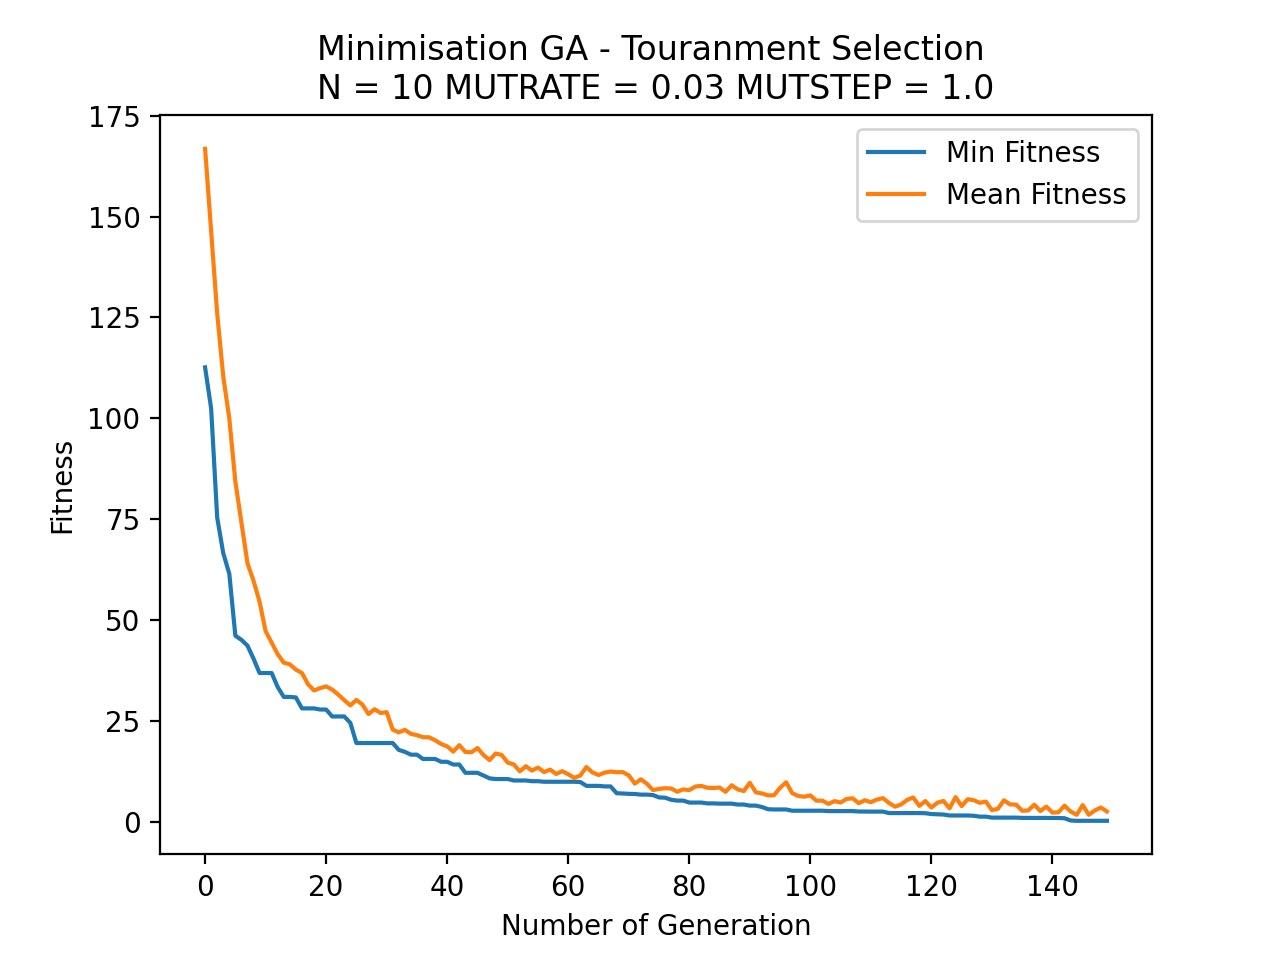 Minimisation GA - Touranment Selection
N = 10 MUTRATE = 0.03 MUTSTEP = 1.0
175
150
125
100
75
50
25
0
Fitness
Min Fitness
Mean Fitness
0 20 40 60 80 100 120 140
Number of Generation